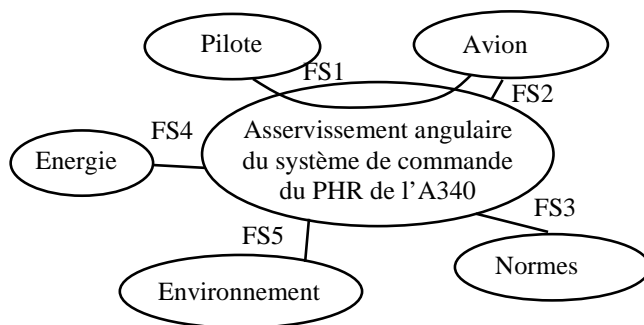 Pilote
Avion
FS1
FS2
FS4
Asservissement angulaire
du système de commande
du PHR de l'A340
Energie
FS3
FS5
Normes
Environnement